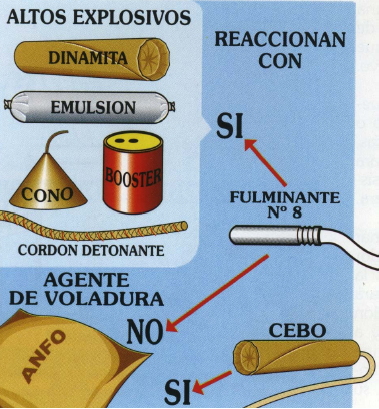 ALTOS EXPLOSIVOS
DINAMITA
EMULSION
CONO
BOOSTER
CORDON DETONANTE
REACCIONAN
CON
SI
FULMINANTE
Nº 8
AGENTE
DE VOLADURA
ANFO
NO
CEBO
SI